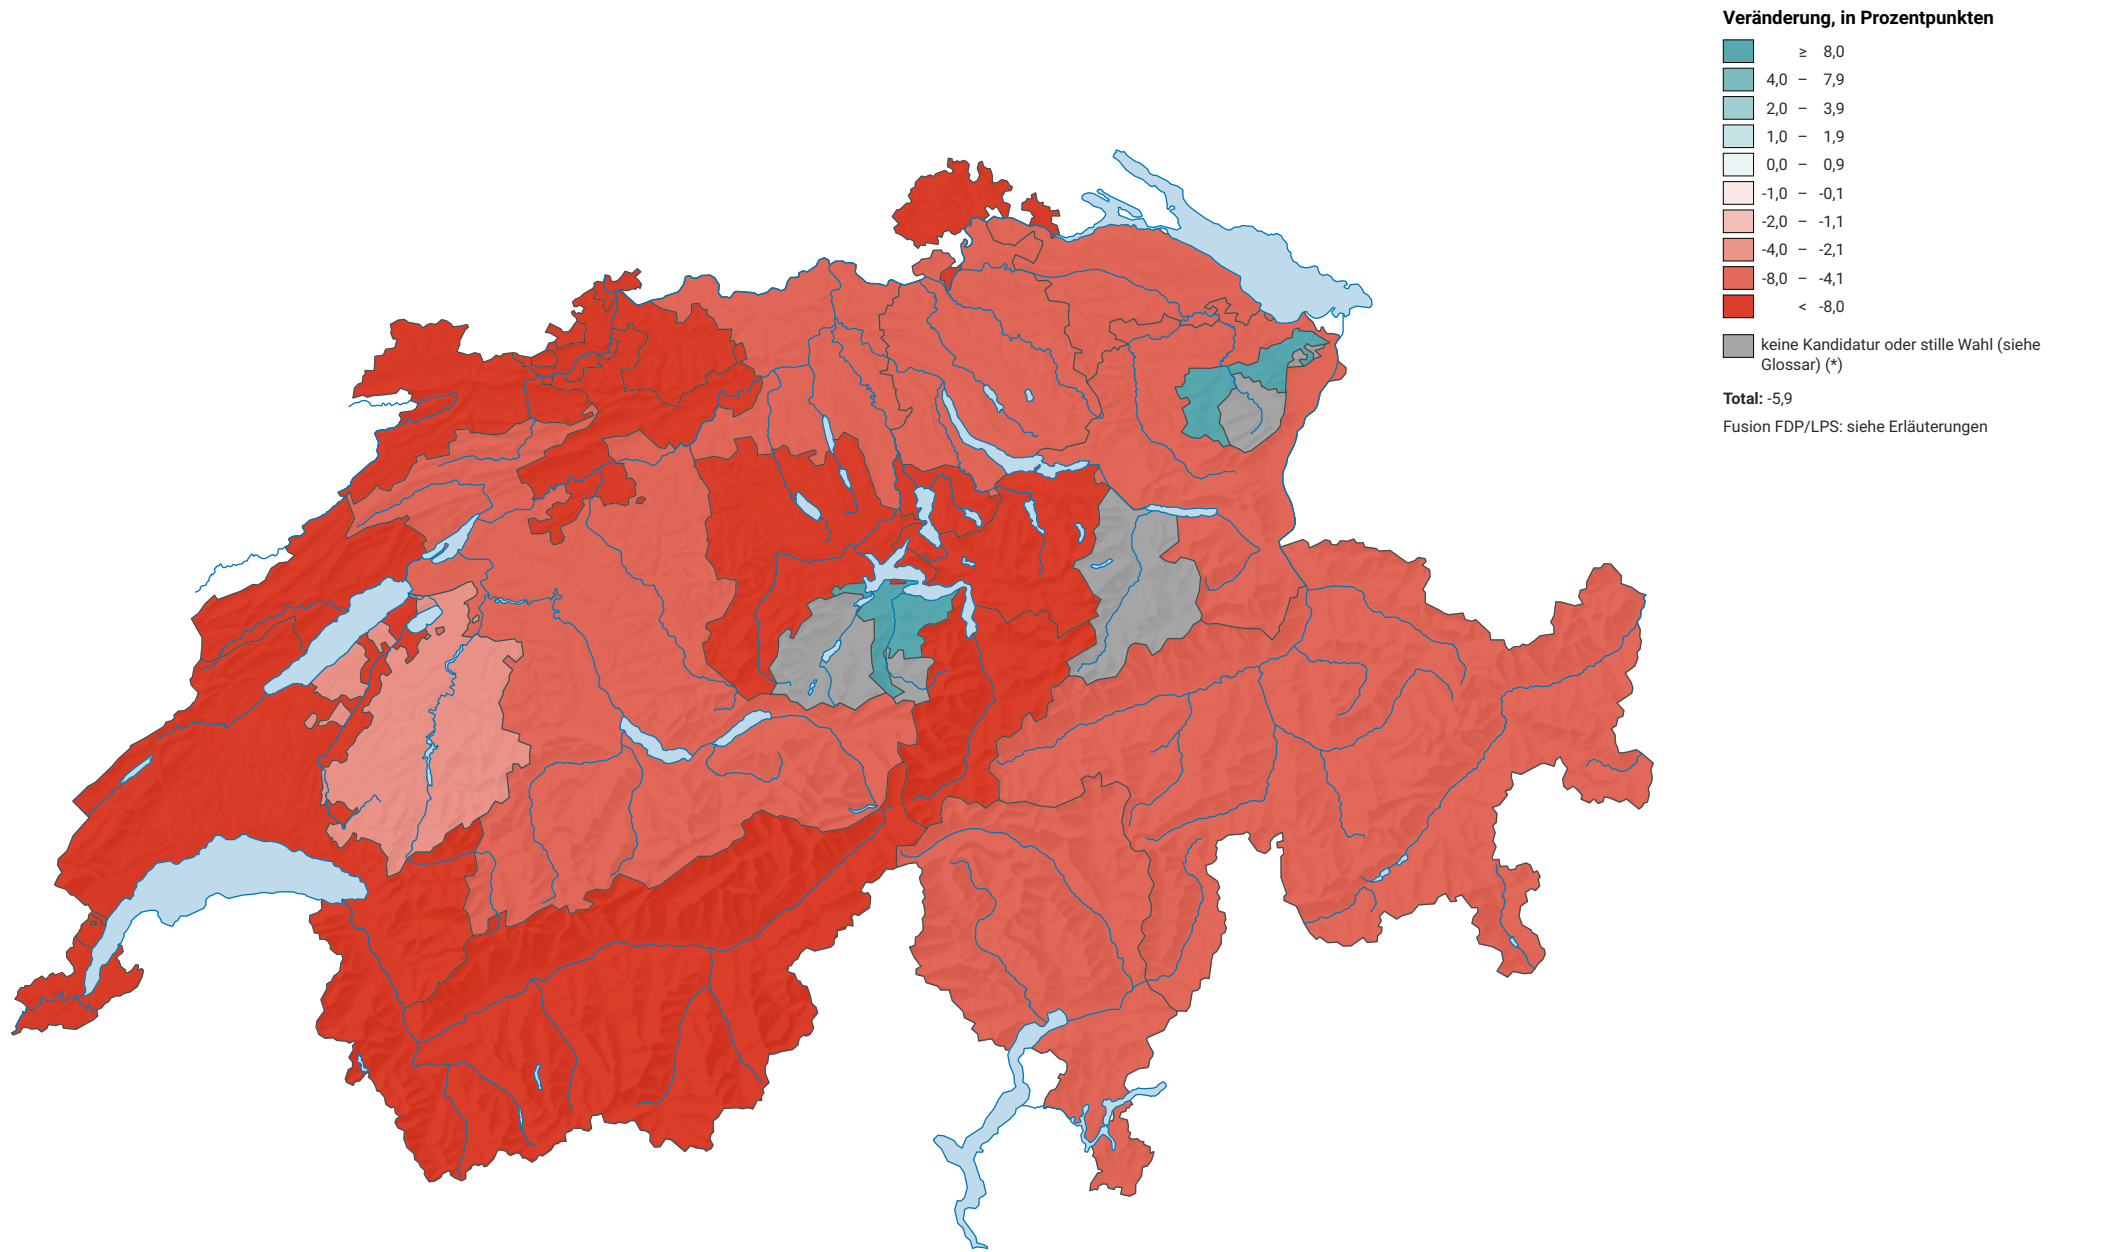 Veränderung, in Prozentpunkten
≥ 8,0
4,0 – 7,9
2,0 – 3,9
1,0 – 1,9
0,0 – 0,9
-1,0 – -0,1
-2,0 – -1,1
-4,0 – -2,1
-8,0 – -4,1
< -8,0
keine Kandidatur oder stille Wahl (siehe
Glossar) (*)
Total: -5,9
Fusion FDP/LPS: siehe Erläuterungen